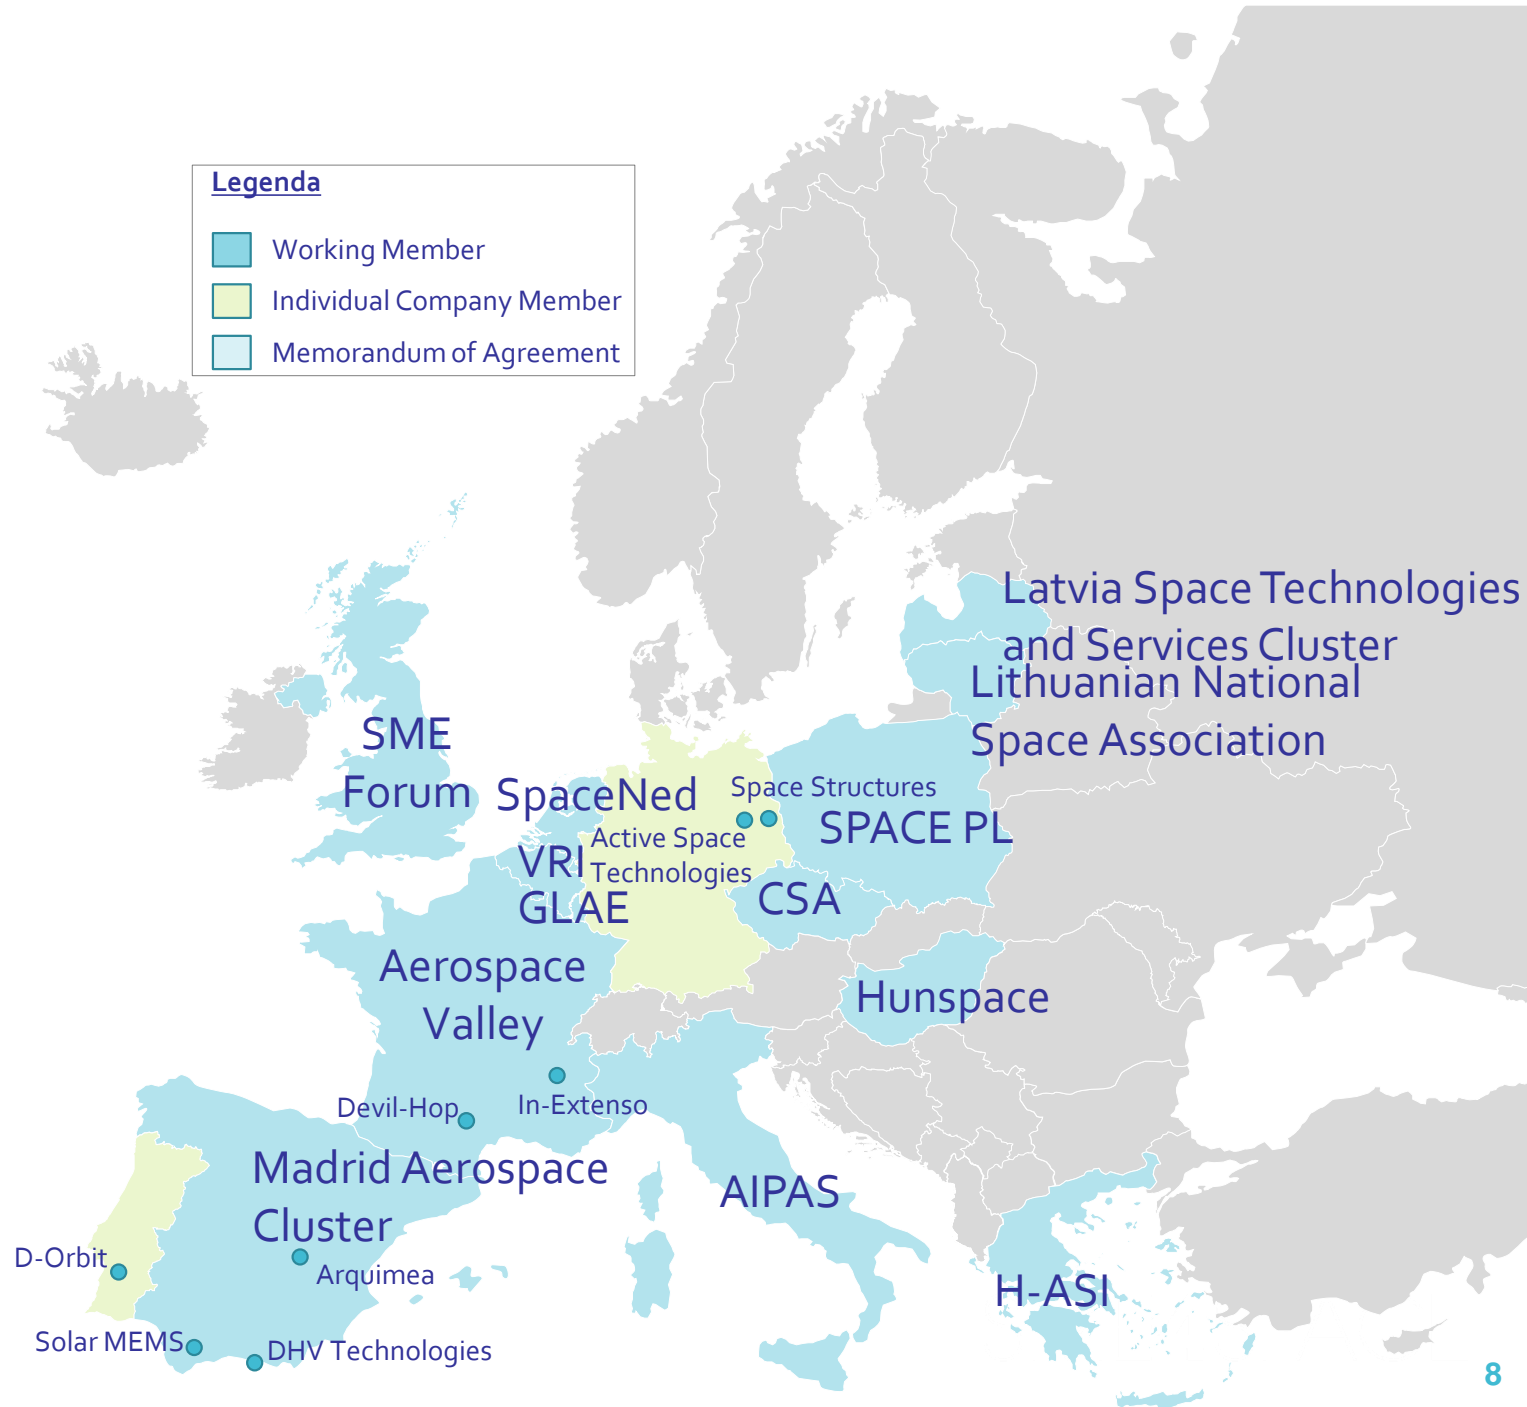 Legenda
Working Member
Individual Company Member
Memorandum of Agreement
Latvia Space Technologies
and Services Cluster
Lithuanian National
Space Association
SME
Forum
SpaceNed
Space Structures
SPACE PL
Active Space
Technologies
VRI
GLAE
CSA
Aerospace
Valley
Hunspace
Devil-Hop
In-Extenso
Madrid Aerospace
Cluster
AIPAS
D-Orbit
Arquimea
H-ASI
Solar MEMS
DHV Technologies
8